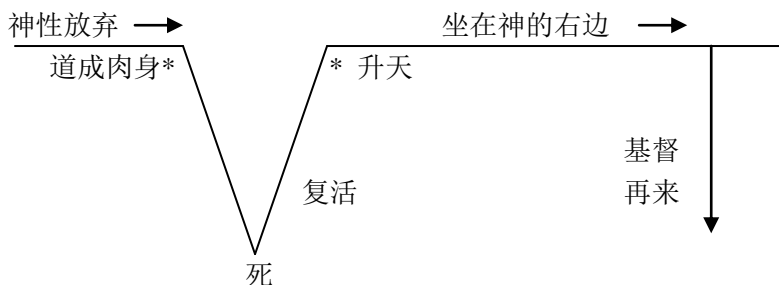 神性放弃
坐在神的右边
道成肉身*
* 升天
基督
再来
复活
死